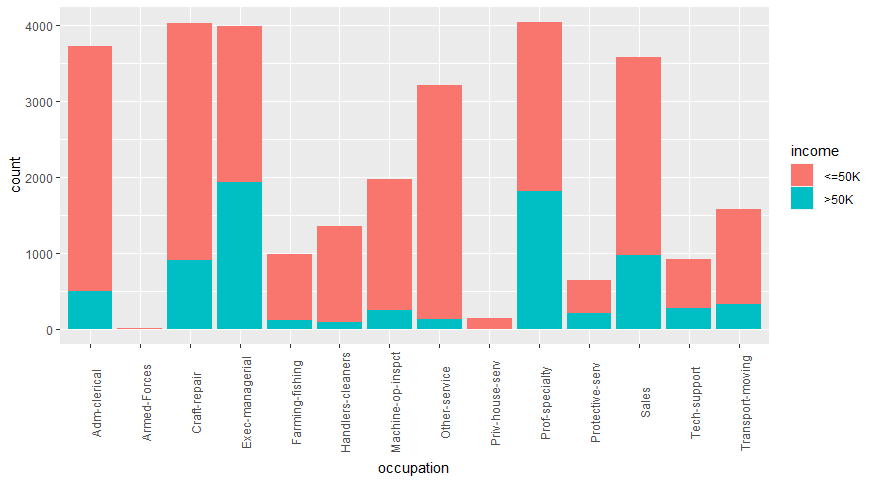 4000
3000
2000
1000
0
count
Adm-clerical
Armed-Forces
Craft-repair
Exec-managerial
Farming-fishing
Handlers-cleaners
Machine-op-inspct
Other-service
Priv-house-serv
Prof-specialty
Protective-serv
Sales
Tech-support
Transport-moving
occupation
income
<=50K
>50K